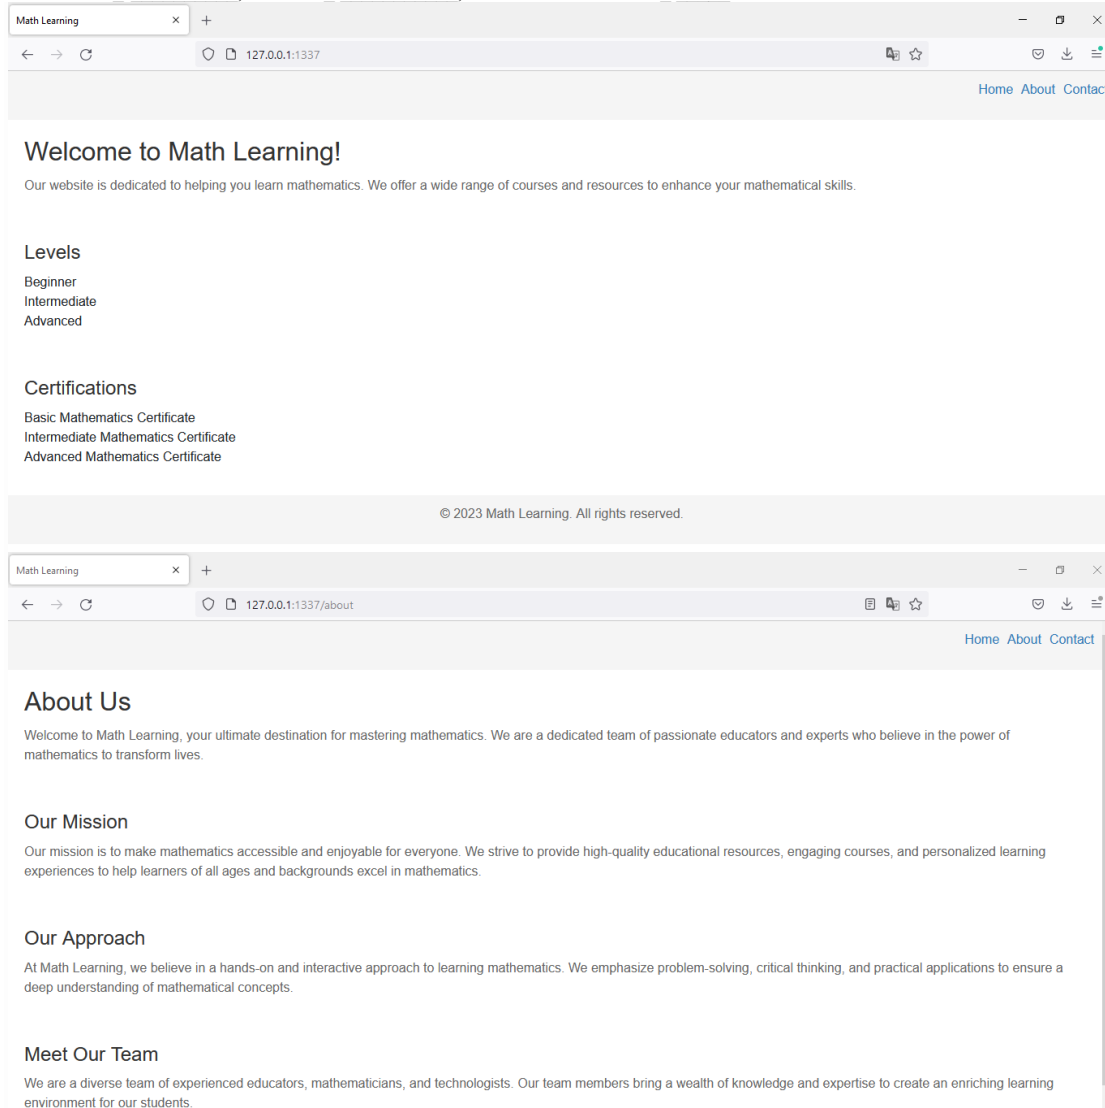 Math Learning
127.0.0.1:1337
Home About Contac
Welcome to Math Learning!
Our website is dedicated to helping you learn mathematics. We offer a wide range of courses and resources to enhance your mathematical skills.
Levels
Beginner
Intermediate
Advanced
Certifications
Basic Mathematics Certificate
Intermediate Mathematics Certificate
Advanced Mathematics Certificate
© 2023 Math Learning. All rights reserved.
Math Learning
127.0.0.1:1337/about
Home About Contact
About Us
Welcome to Math Learning, your ultimate destination for mastering mathematics. We are a dedicated team of passionate educators and experts who believe in the power of
mathematics to transform lives.
Our Mission
Our mission is to make mathematics accessible and enjoyable for everyone. We strive to provide high-quality educational resources, engaging courses, and personalized learning
experiences to help learners of all ages and backgrounds excel in mathematics.
Our Approach
At Math Learning, we believe in a hands-on and interactive approach to learning mathematics. We emphasize problem-solving, critical thinking, and practical applications to ensure a
deep understanding of mathematical concepts.
Meet Our Team
We are a diverse team of experienced educators, mathematicians, and technologists. Our team members bring a wealth of knowledge and expertise to create an enriching learning
environment for our students.